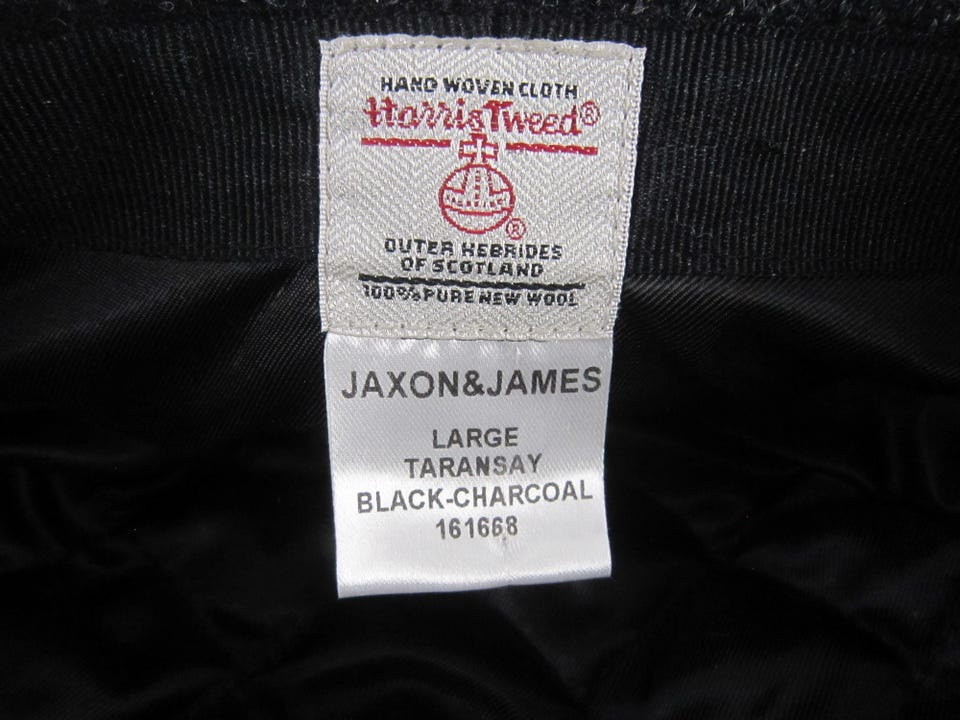 HAND WOVEN CLOTH
Harris Tweed®
®
OUTER HEBRIDES
OF SCOTLAND
100% PURE NEW WOOL
JAXON&JAMES
LARGE
TARANSAY
BLACK-CHARCOAL
161668